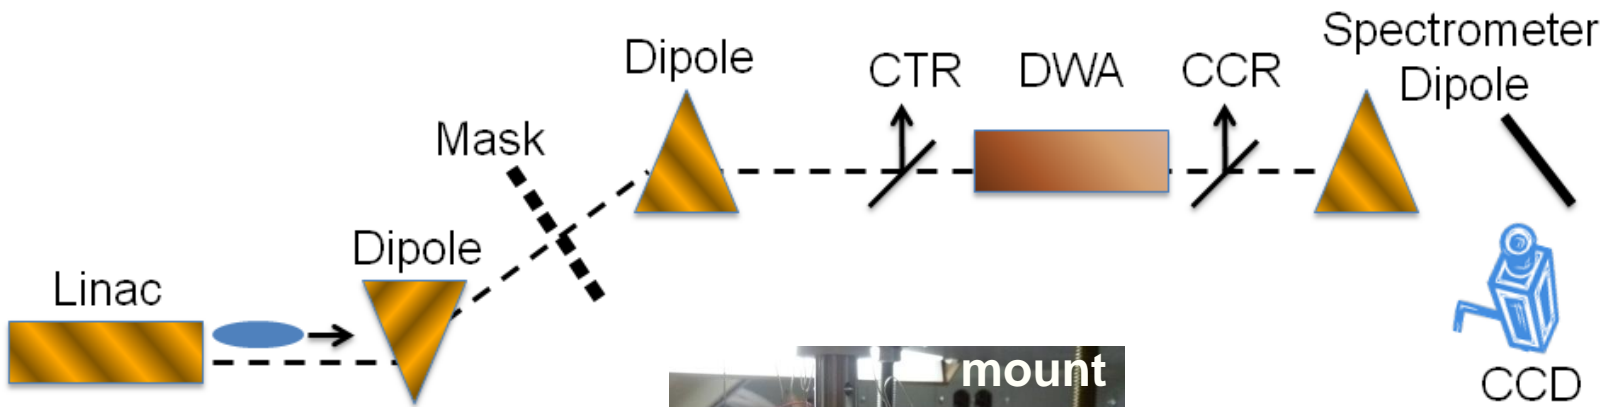 Linac
Dipole
Mask
Dipole
CTR
DWA
CCR
Spectrometer
Dipole
CCD
mount